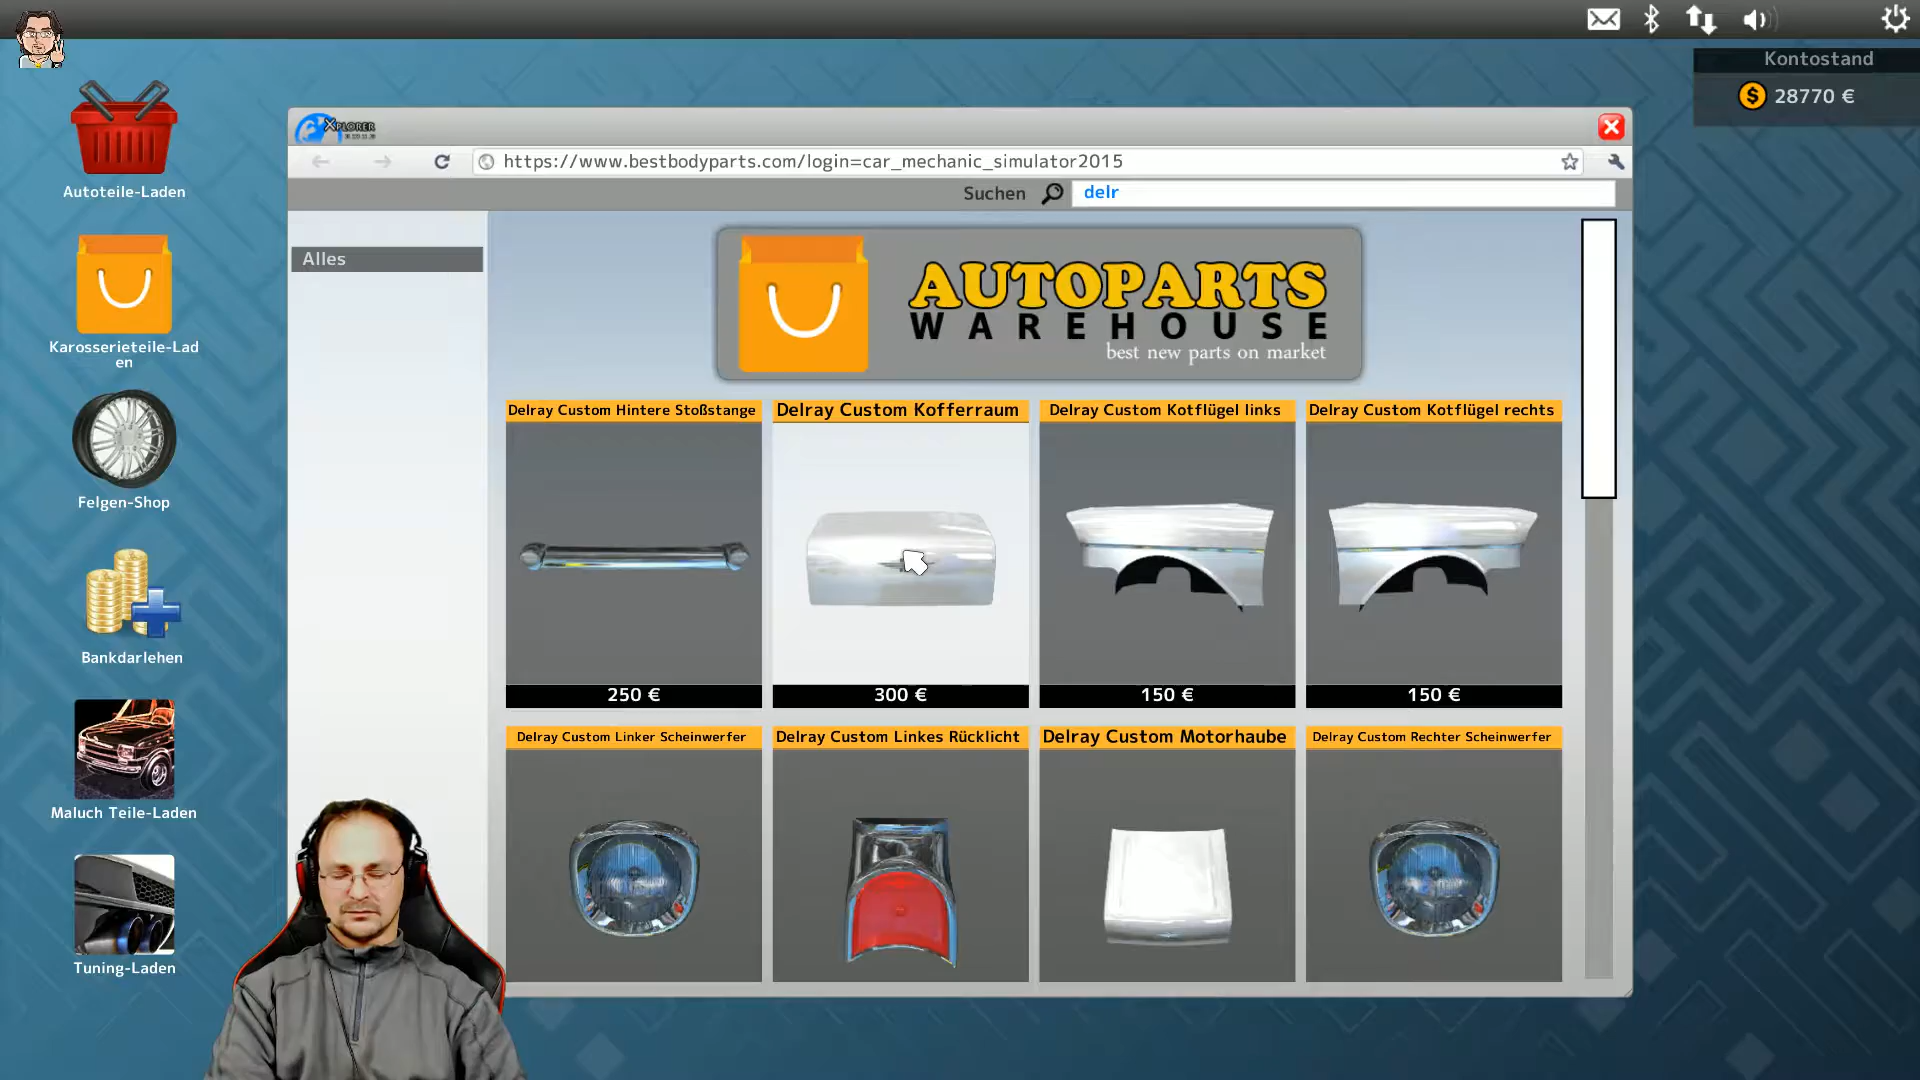 Kontostand
28770 €
Autoteile-Laden
Karosserieteile-Lad
en
Felgen-Shop
Bankdarlehen
Maluch Teile-Laden
Tuning-Laden
XPLORER
https://www.bestbodyparts.com/login=car_mechanic_simulator2015
Suchen delr
Alles
AUTOPARTS
WAREHOUSE
best new parts on market
Delray Custom Hintere Stoßstange
Delray Custom Kofferraum
Delray Custom Kotflügel links
Delray Custom Kotflügel rechts
250 €
300 €
150 €
150 €
Delray Custom Linker Scheinwerfer
Delray Custom Linkes Rücklicht
Delray Custom Motorhaube
Delray Custom Rechter Scheinwerfer